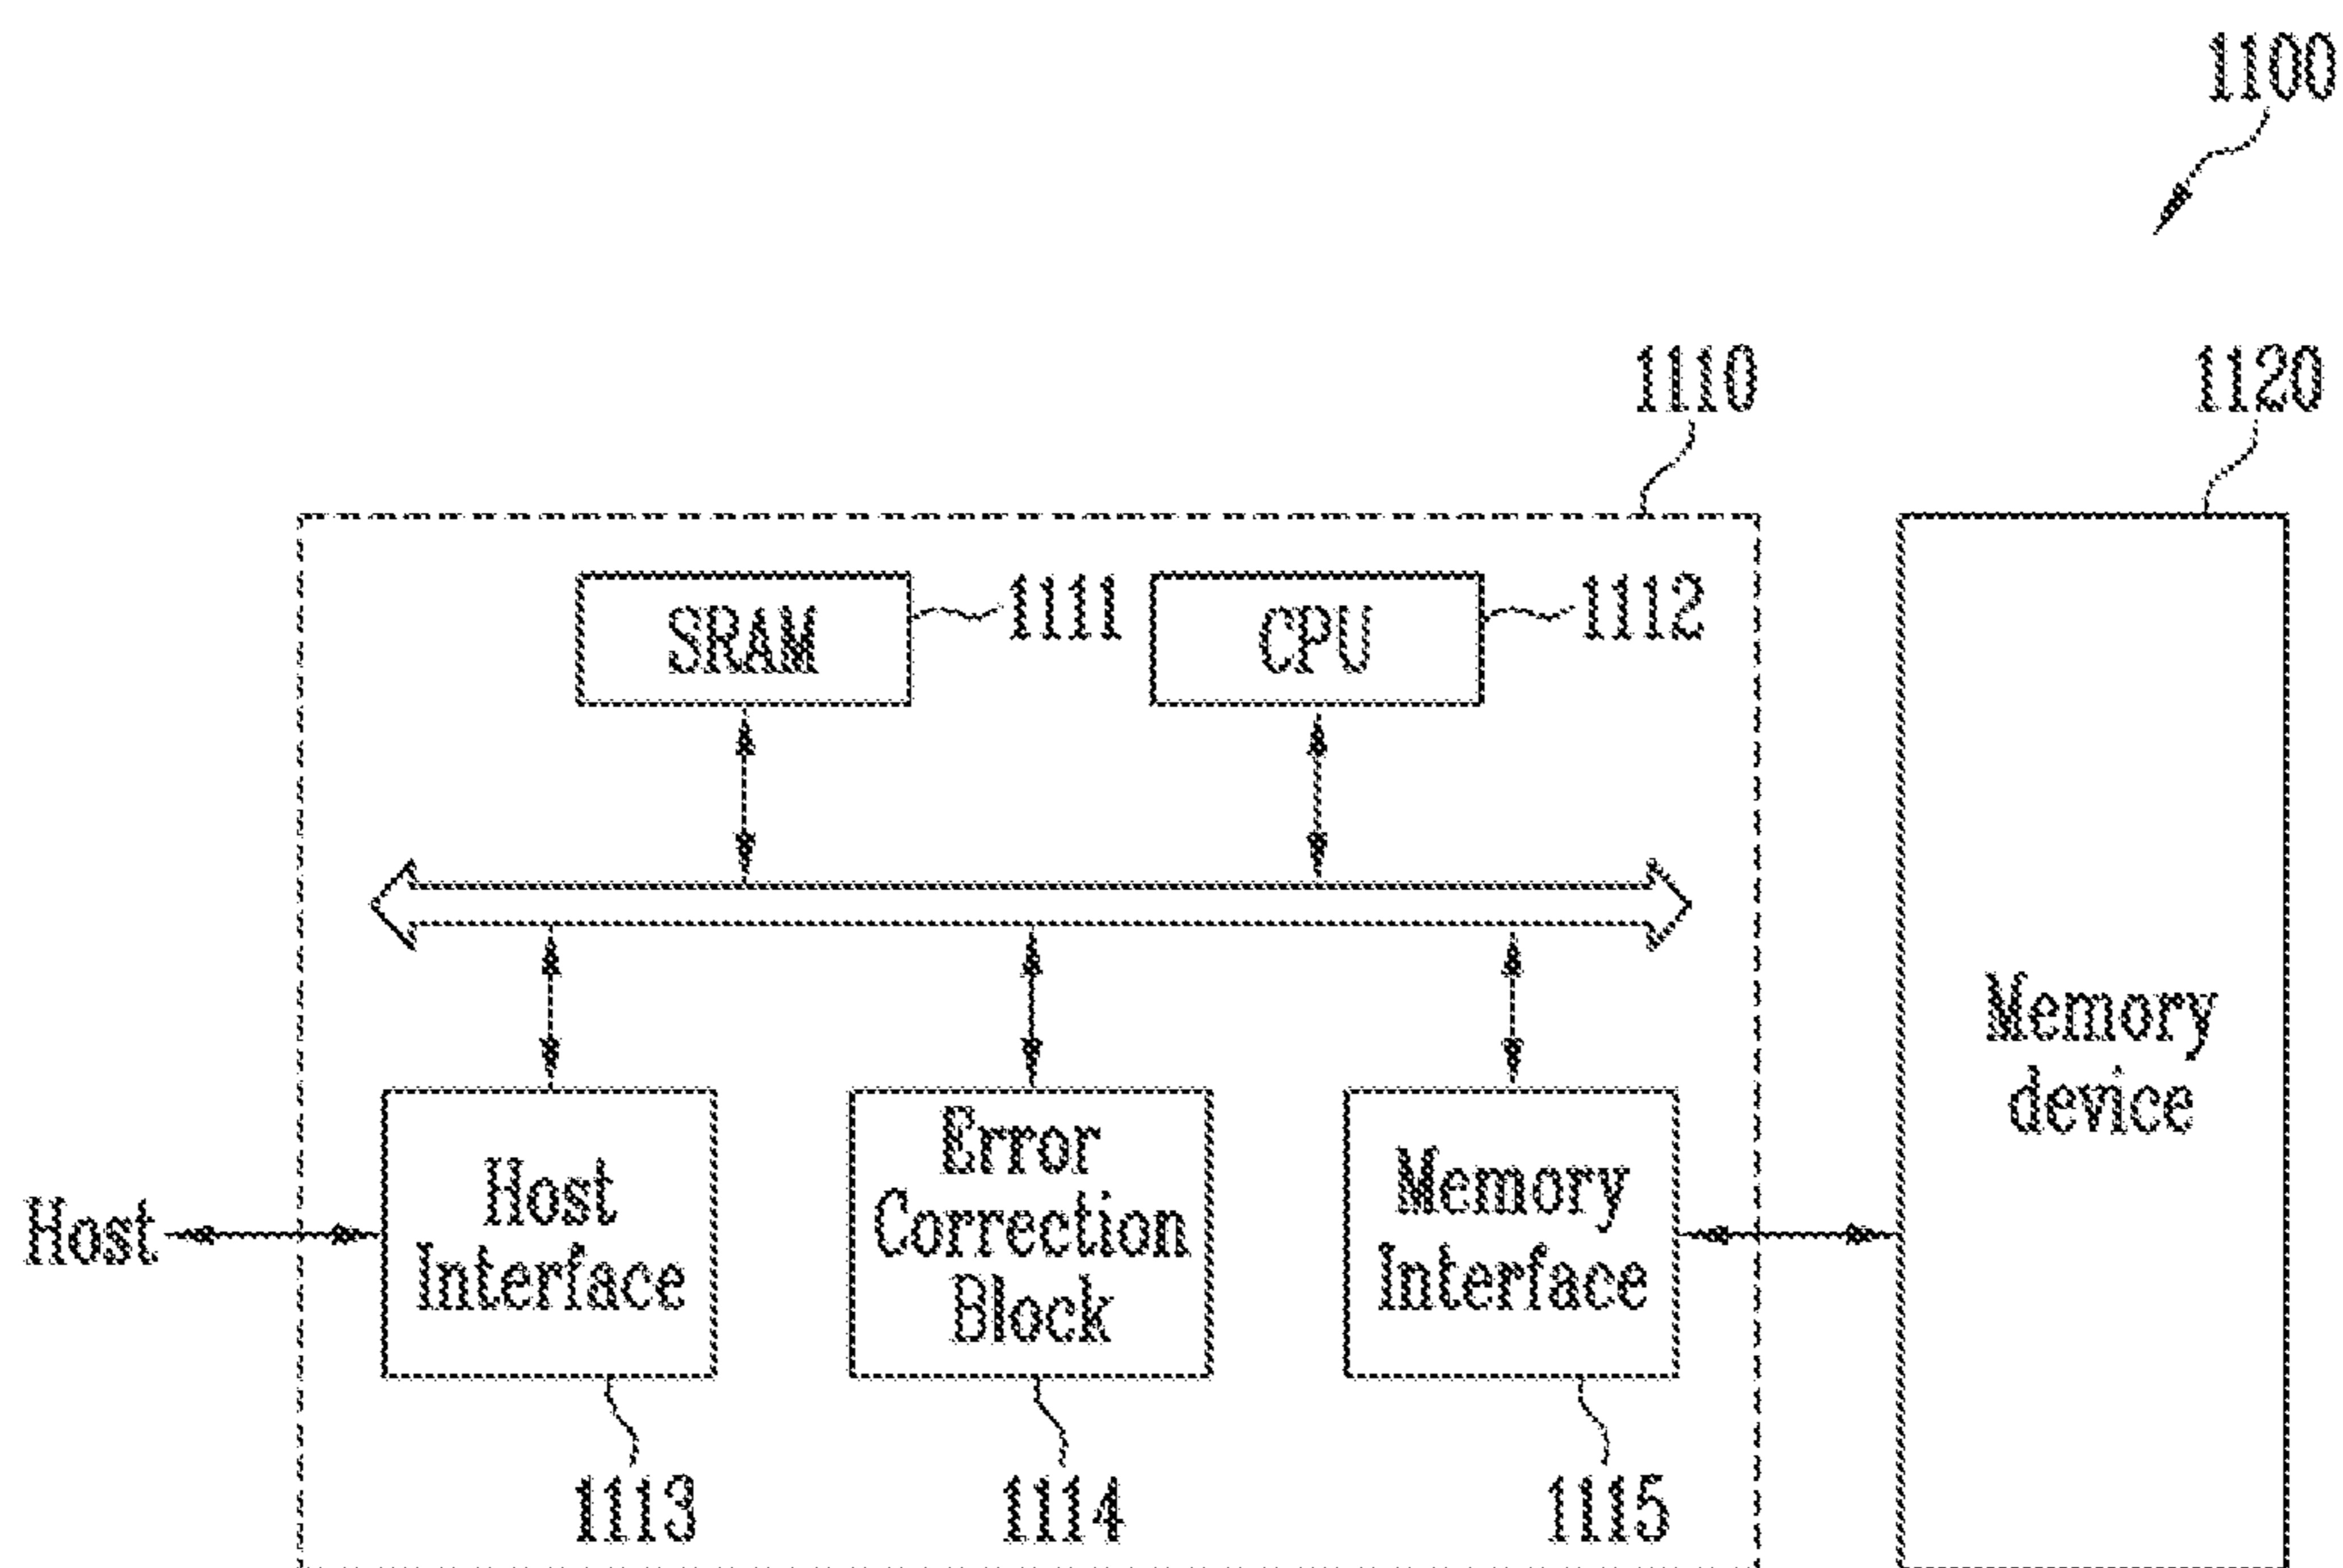 1100
1110
1120
SRAM
1111
CPU
1112
Memory
device
Host
Host
Interface
Error
Correction
Block
Memory
Interface
1113
1114
1115